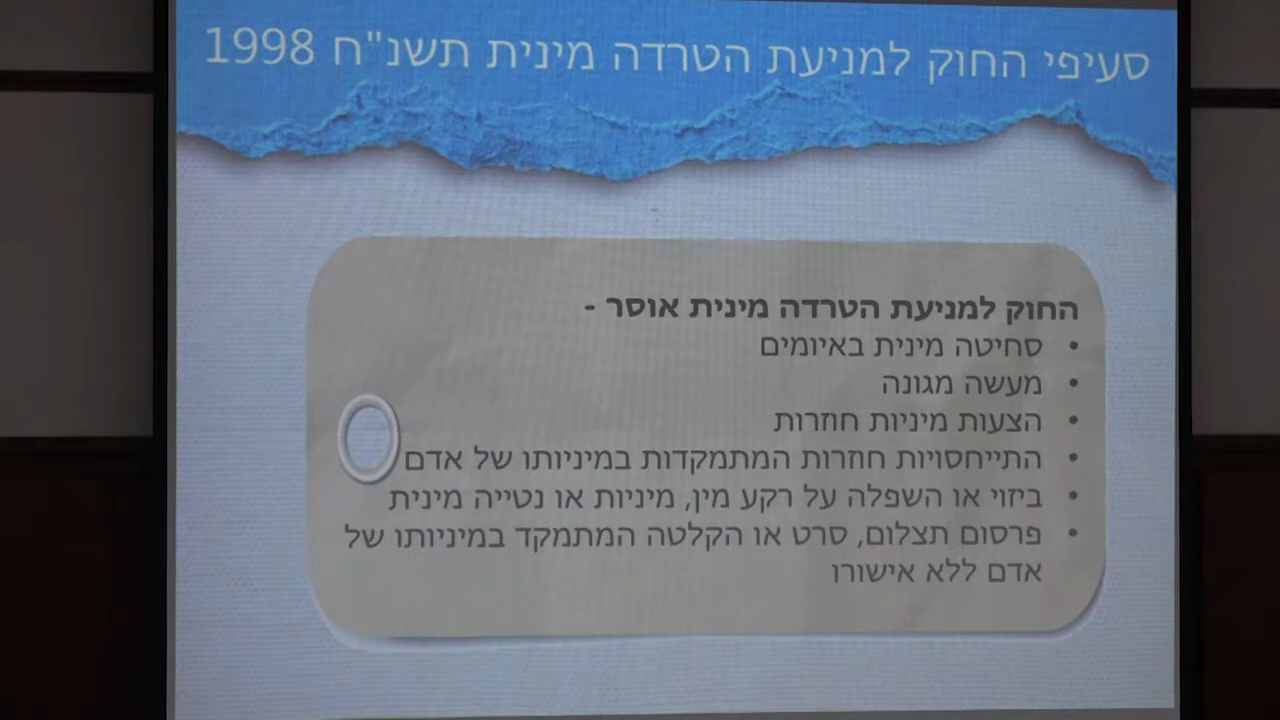 סעיפי החוק למניעת הטרדה מינית תשנ"ח 1998
החוק למניעת הטרדה מינית אוסר -
• סחיטה מינית באיומים
• מעשה מגונה
• הצעות מיניות חוזרות
• התייחסויות חוזרות המתמקדות במיניותו של אדם
• ביזוי או השפלה על רקע מין, מיניות או נטייה מינית
• פרסום תצלום, סרט או הקלטה המתמקד במיניותו של
אדם ללא אישורו